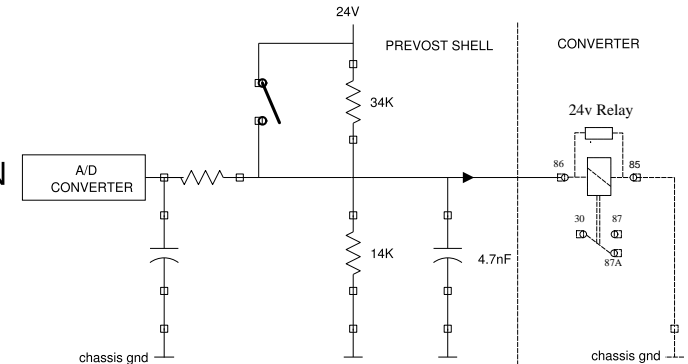 24V
PREVOST SHELL
CONVERTER
34K
24v Relay
A/D
CONVERTER
86
85
30
87
14K
4.7nF
87A
chassis gnd
chassis gnd